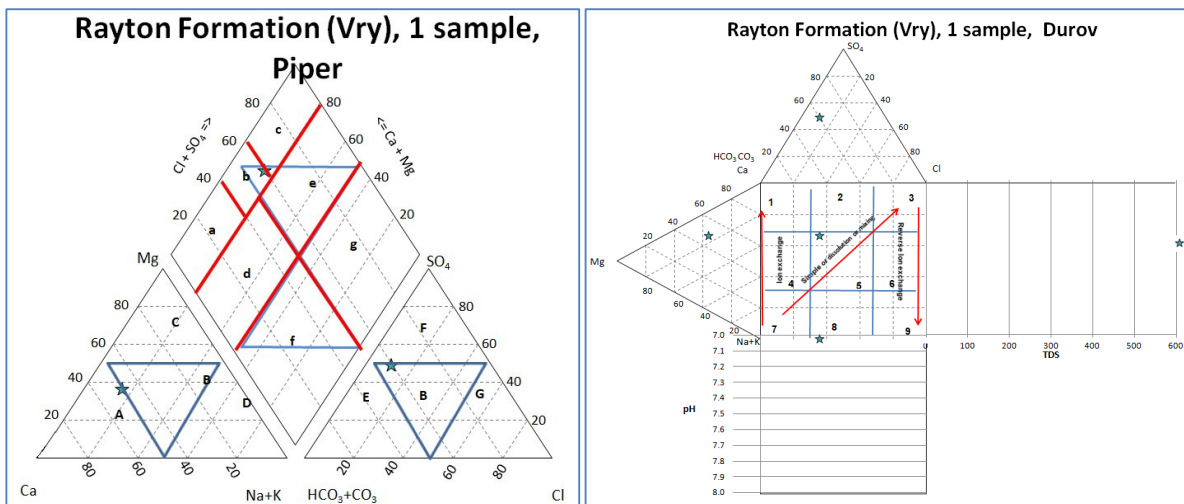 Rayton Formation (Vry), 1 sample,
Piper
80
80
c
60
60
Cl + SO4 =>
<= Ca + Mg
40
40
b
e
20
20
a
g
d
Mg
SO4
f
80
80
C
F
60
60
B
40
40
A
D
E
B
G
20
20
80
60
40
20
20
40
60
80
Ca
Na+K
HCO3+CO3
Cl
Rayton Formation (Vry), 1 sample, Durov
SO4
80
20
60
40
40
60
20
80
HCO3 CO3
Cl
Ca
80
60
40
20
Mg
80
60
40
20
Na+K
1
2
3
4
5
6
7
8
9
Ion exchange
Simple or dissolution or mixing
Reverse Ion exchange
0
100
200
300
400
500
600
TDS
7.0
7.1
7.2
7.3
7.4
pH
7.5
7.6
7.7
7.8
7.9
8.0